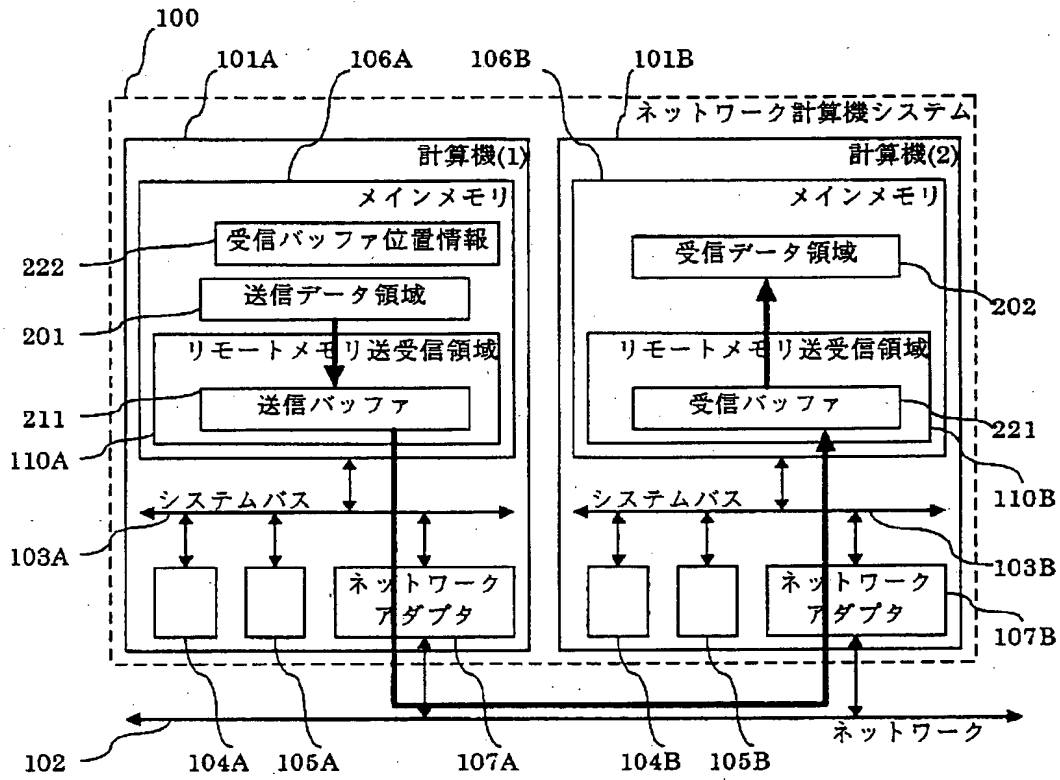 100
101A
106A
106B
101B
ネットワーク計算機システム
計算機(1)
計算機(2)
メインメモリ
メインメモリ
受信バッファ位置情報
222
受信データ領域
202
送信データ領域
201
リモートメモリ送受信領域
リモートメモリ送受信領域
送信バッファ
211
受信バッファ
221
110A
110B
システムバス
システムバス
103A
103B
ネットワーク
アダプタ
ネットワーク
アダプタ
107B
ネットワーク
102
104A
105A
107A
104B
105B